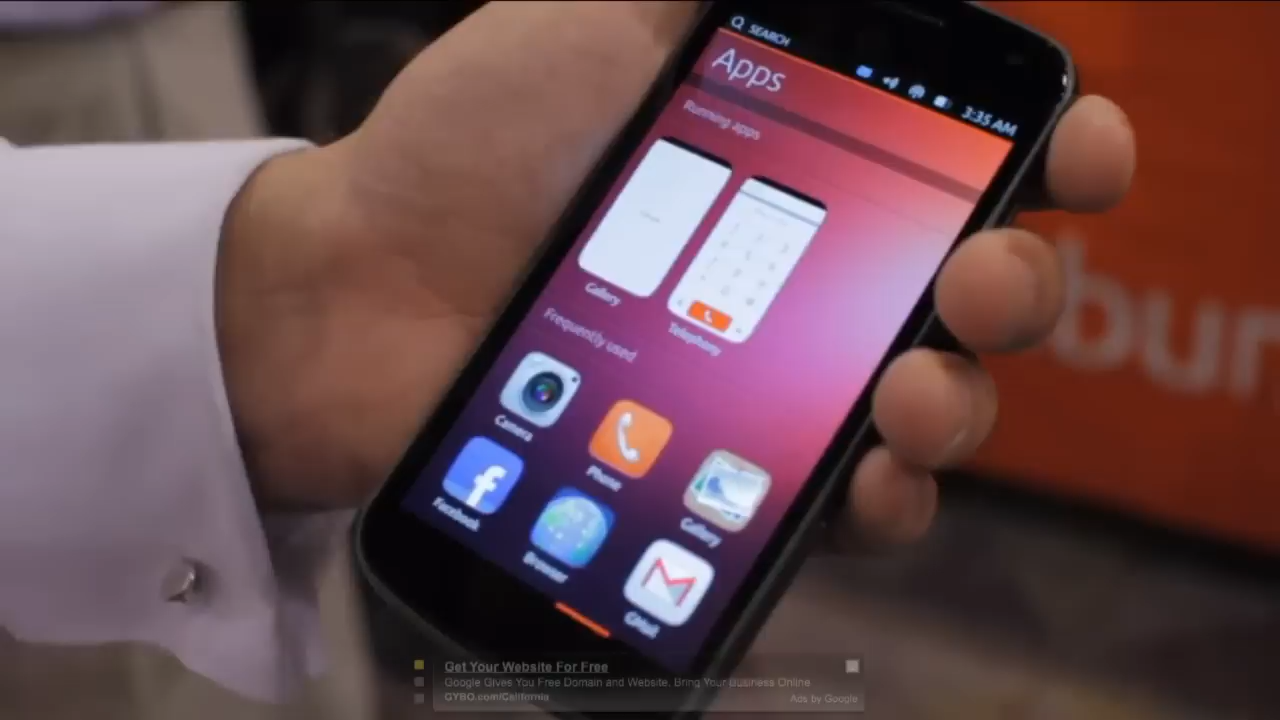 SEARCH
3:35 AM
Apps
Running apps
Gallery
Telephony
Frequently used
Camera
Phone
Gallery
Facebook
Browser
GMail
bun
Get Your Website For Free
Google Gives You Free Domain and Website. Bring Your Business Online
GYBO.com/California
Ads by Google